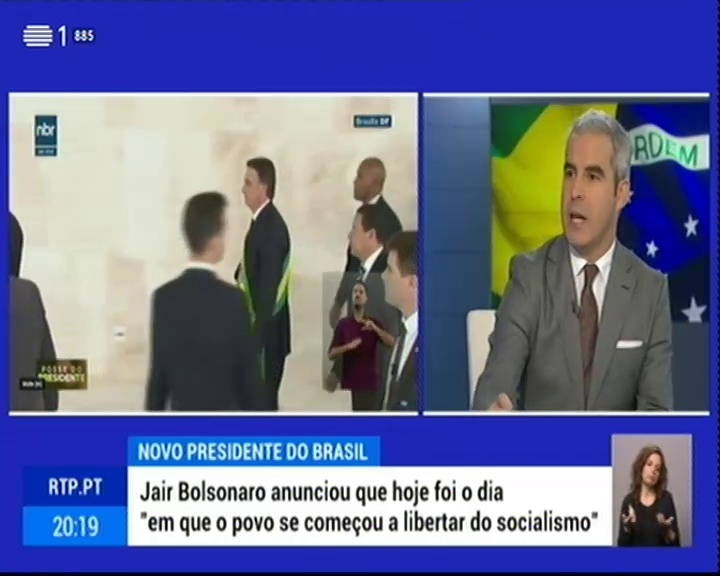 1 885
nbr
Brasília DF
ORDEM
POSSE DO
PRESIDENTE
NOVO PRESIDENTE DO BRASIL
RTP.PT
Jair Bolsonaro anunciou que hoje foi o dia
20:19
"em que o povo se começou a libertar do socialismo"